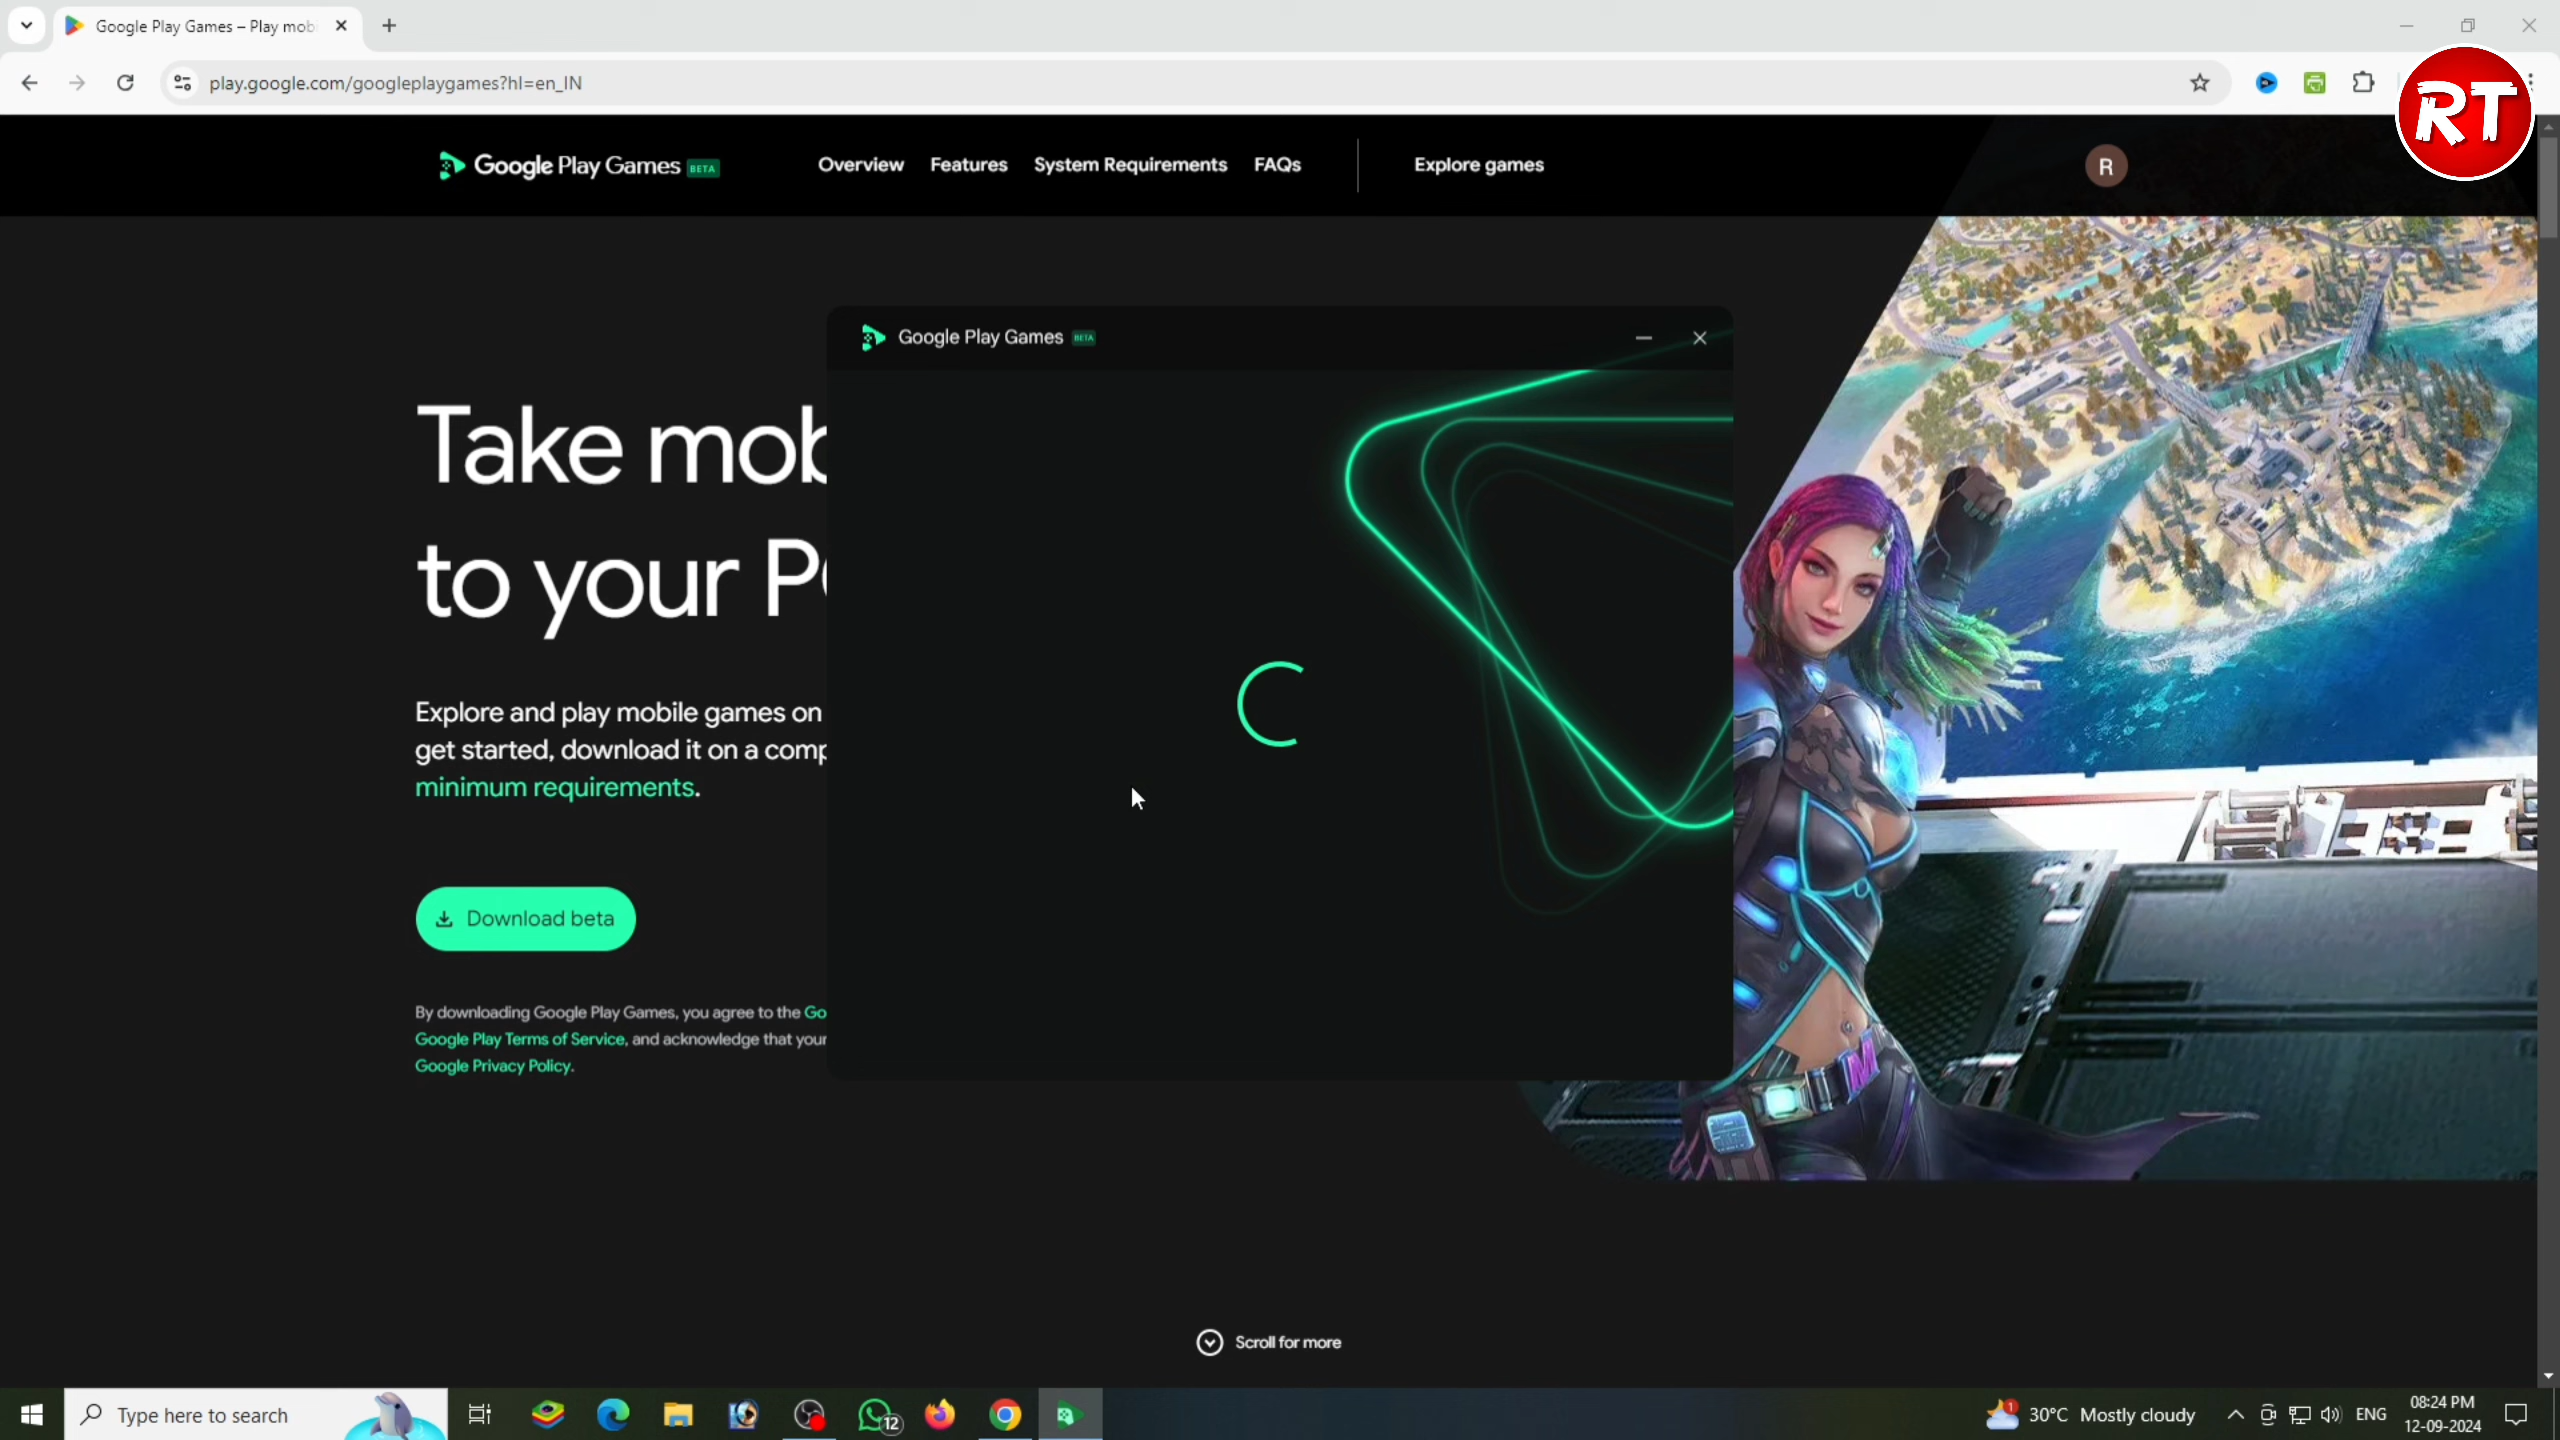 Google Play Games – Play mobi
play.google.com/googleplaygames?hl=en_IN
RT
Google Play Games BETA
Overview
Features
System Requirements
FAQs
Explore games
R
Google Play Games BETA
Take mob
to your P
Explore and play mobile games on
get started, download it on a comp
minimum requirements.
Download beta
By downloading Google Play Games, you agree to the Go
Google Play Terms of Service, and acknowledge that your
Google Privacy Policy.
M
Scroll for more
Type here to search
12
1
30°C Mostly cloudy
ENG
08:24 PM
12-09-2024